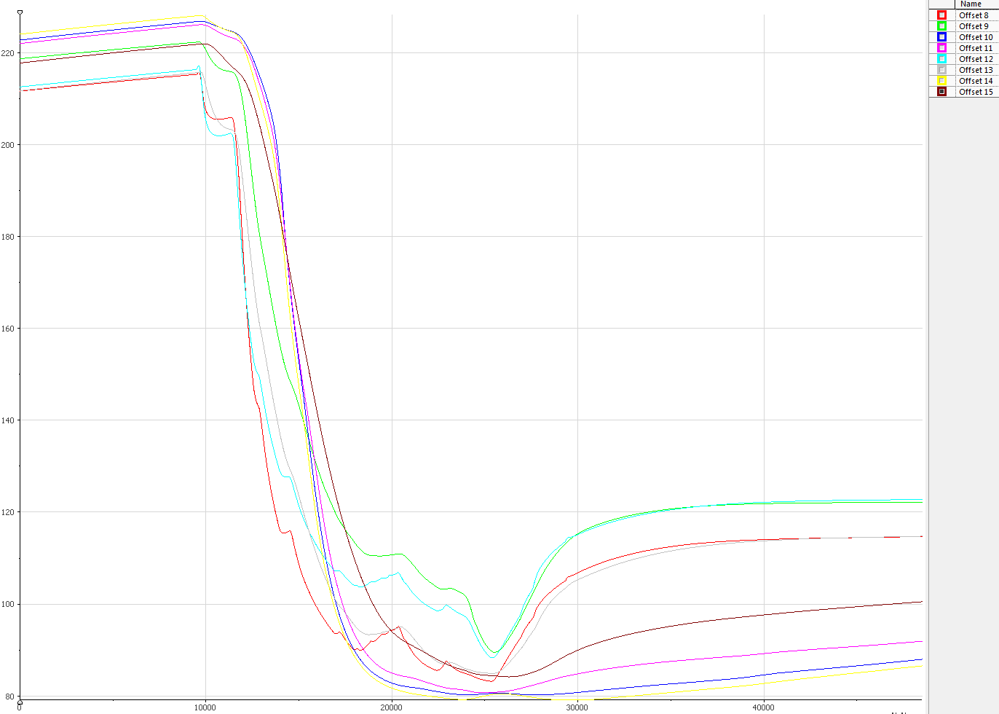 Name
Offset 8
Offset 9
Offset 10
Offset 11
Offset 12
Offset 13
Offset 14
Offset 15
220
200
180
160
140
120
100
80
0 10000 20000 30000 40000